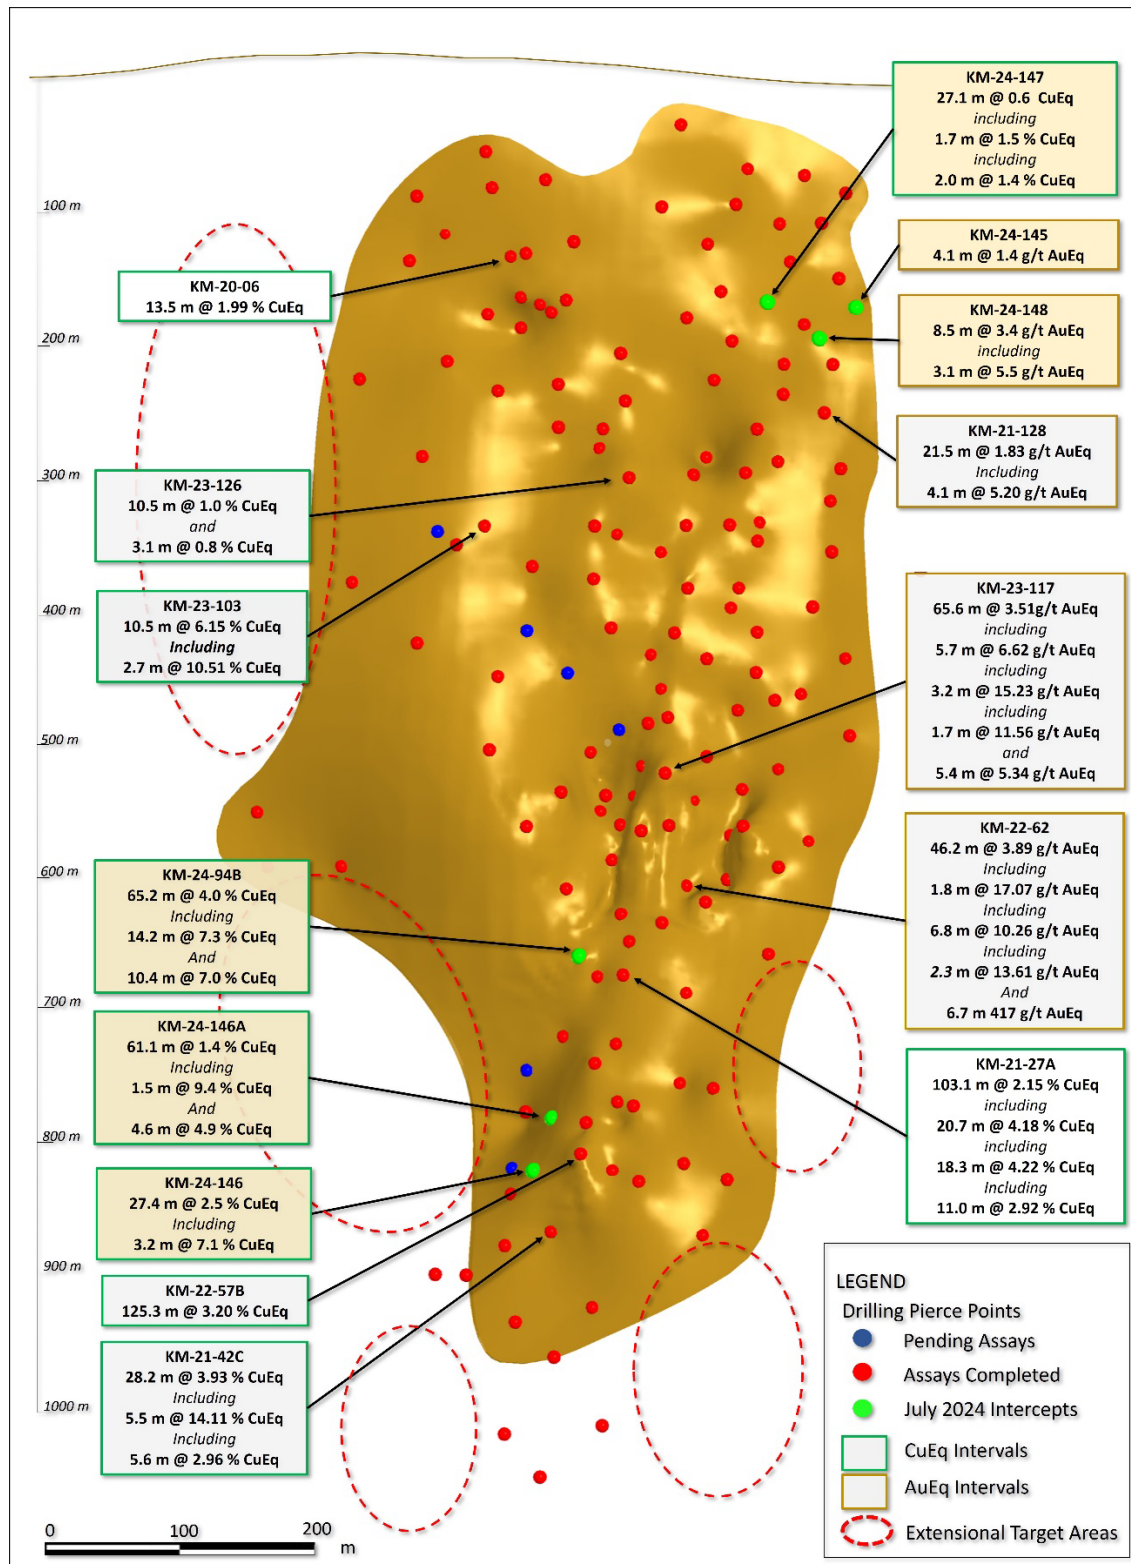 KM-24-147
27.1 m @ 0.6 CuEq
including
1.7 m @ 1.5 % CuEq
including
2.0 m @ 1.4 % CuEq
100 m
KM-24-145
4.1 m @ 1.4 g/t AuEq
KM-20-06
13.5 m @ 1.99 % CuEq
KM-24-148
8.5 m @ 3.4 g/t AuEq
including
3.1 m @ 5.5 g/t AuEq
200 m
KM-21-128
21.5 m @ 1.83 g/t AuEq
Including
4.1 m @ 5.20 g/t AuEq
300 m
KM-23-126
10.5 m @ 1.0 % CuEq
and
3.1 m @ 0.8 % CuEq
KM-23-103
10.5 m @ 6.15 % CuEq
Including
2.7 m @ 10.51 % CuEq
400 m
KM-23-117
65.6 m @ 3.51g/t AuEq
including
5.7 m @ 6.62 g/t AuEq
including
3.2 m @ 15.23 g/t AuEq
including
1.7 m @ 11.56 g/t AuEq
and
5.4 m @ 5.34 g/t AuEq
500 m
KM-22-62
46.2 m @ 3.89 g/t AuEq
Including
1.8 m @ 17.07 g/t AuEq
Including
6.8 m @ 10.26 g/t AuEq
Including
2.3 m @ 13.61 g/t AuEq
And
6.7 m 417 g/t AuEq
600 m
KM-24-94B
65.2 m @ 4.0 % CuEq
Including
14.2 m @ 7.3 % CuEq
And
10.4 m @ 7.0 % CuEq
700 m
KM-24-146A
61.1 m @ 1.4 % CuEq
Including
1.5 m @ 9.4 % CuEq
And
4.6 m @ 4.9 % CuEq
KM-21-27A
103.1 m @ 2.15 % CuEq
including
20.7 m @ 4.18 % CuEq
including
18.3 m @ 4.22 % CuEq
Including
11.0 m @ 2.92 % CuEq
800 m
KM-24-146
27.4 m @ 2.5 % CuEq
Including
3.2 m @ 7.1 % CuEq
900 m
KM-22-57B
125.3 m @ 3.20 % CuEq
KM-21-42C
28.2 m @ 3.93 % CuEq
Including
5.5 m @ 14.11 % CuEq
Including
5.6 m @ 2.96 % CuEq
1000 m
LEGEND
Drilling Pierce Points
Pending Assays
Assays Completed
July 2024 Intercepts
CuEq Intervals
AuEq Intervals
Extensional Target Areas
0 100 200
m